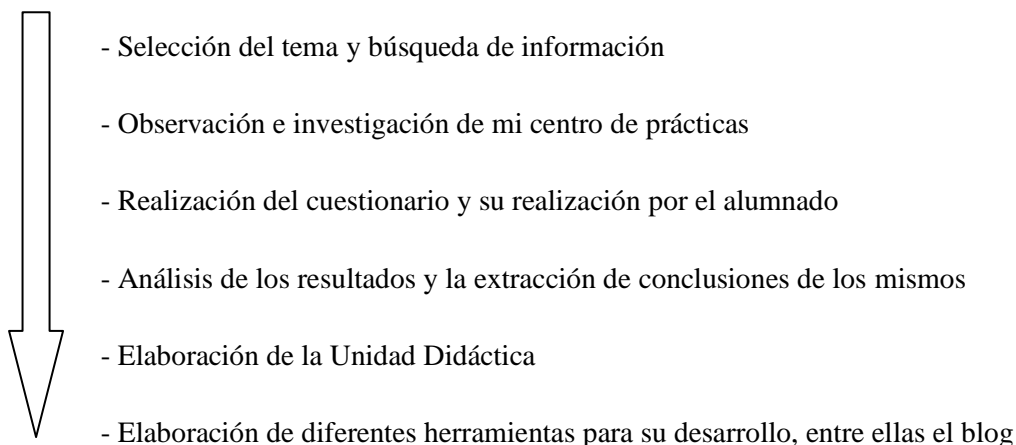 - Selección del tema y búsqueda de información
- Observación e investigación de mi centro de prácticas
- Realización del cuestionario y su realización por el alumnado
- Análisis de los resultados y la extracción de conclusiones de los mismos
- Elaboración de la Unidad Didáctica
- Elaboración de diferentes herramientas para su desarrollo, entre ellas el blog